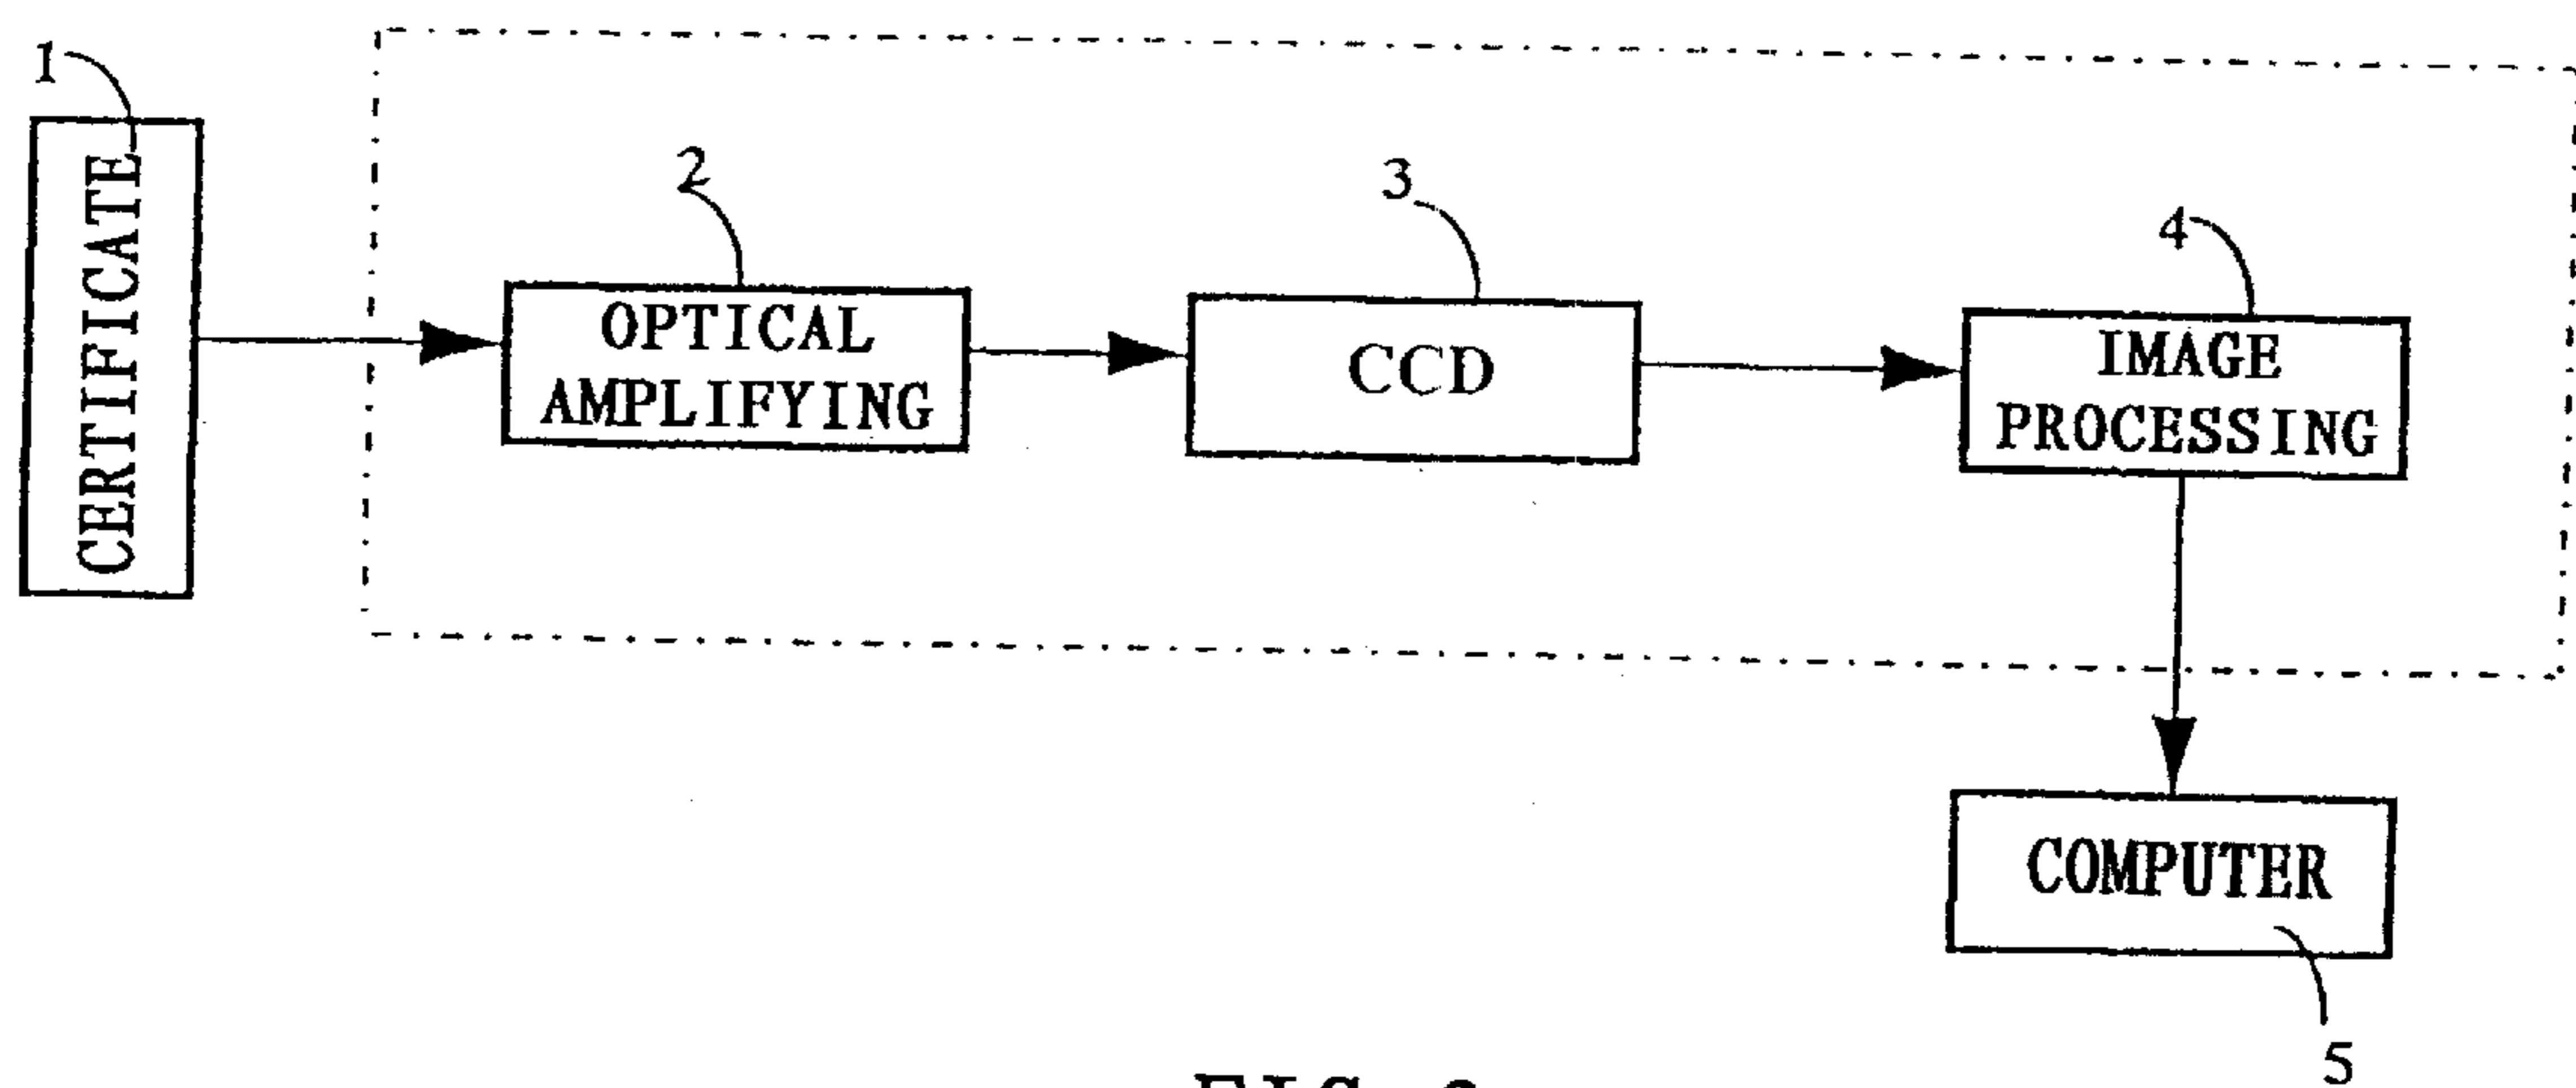 1
CERTIFICATE
2
OPTICAL
AMPLIFYING
3
CCD
4
IMAGE
PROCESSING
COMPUTER
5